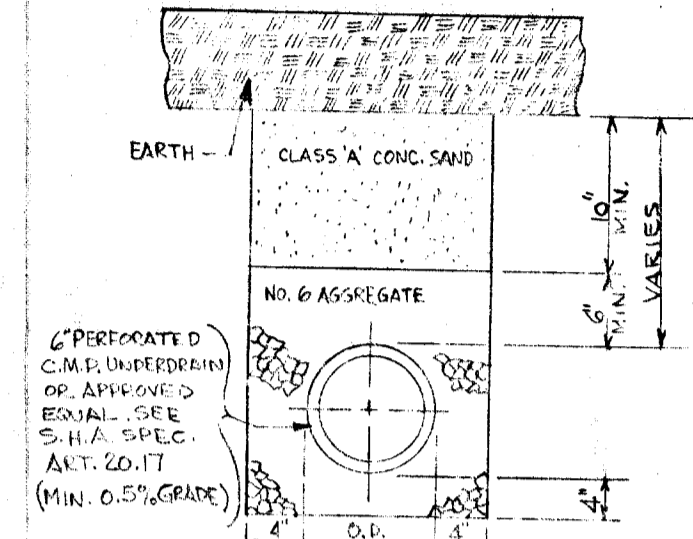 EARTH
CLASS 'A' CONC. SAND
10" MIN.
VARIES
NO. 6 AGGREGATE
6" MIN.
6" PERFORATED
C.M.P. UNDERDRAIN
OR APPROVED
EQUAL. SEE
S.H.A. SPEC.
ART. 20.17
(MIN. 0.5% GRADE)
4"
4"
O.D.
4"